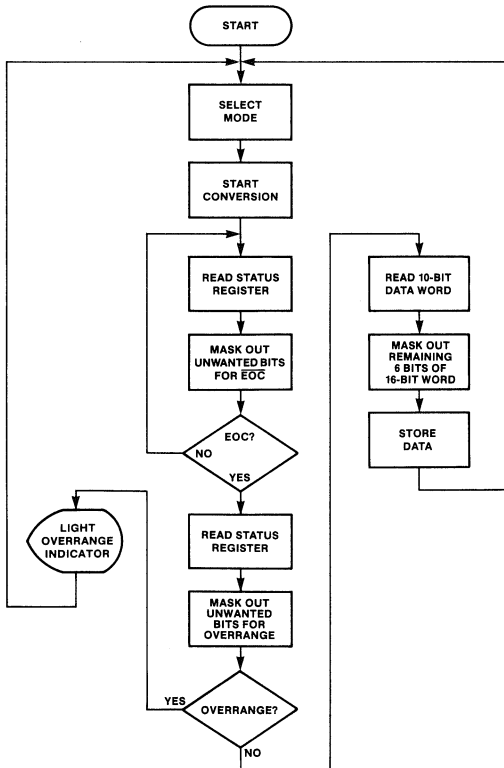 START
SELECT
MODE
START
CONVERSION
READ STATUS
REGISTER
MASK OUT
UNWANTED BITS
FOR EOC
EOC?
NO
YES
READ STATUS
REGISTER
MASK OUT
UNWANTED
BITS FOR
OVERRANGE
OVERRANGE?
YES
NO
LIGHT
OVERRANGE
INDICATOR
READ 10-BIT
DATA WORD
MASK OUT
REMAINING
6 BITS OF
16-BIT WORD
STORE
DATA